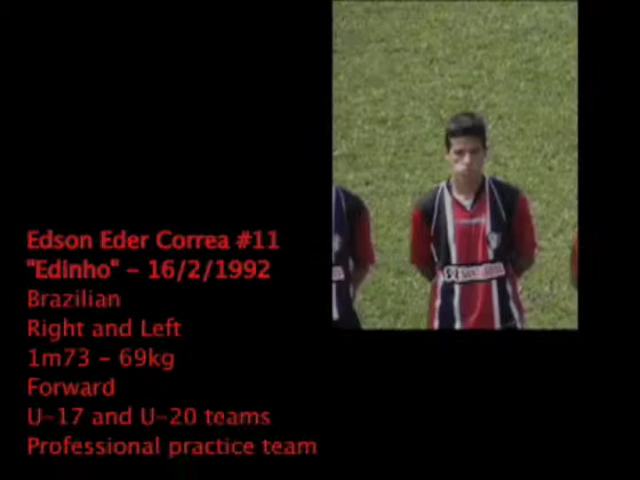 Edson Eder Correa #11
"Edinho" - 16/2/1992
Brazilian
Right and Left
1m73 - 69kg
Forward
U-17 and U-20 teams
Professional practice team